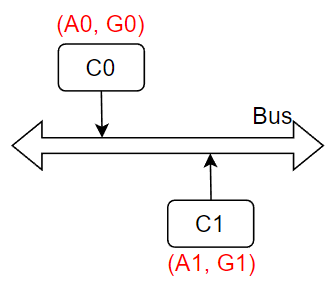 (A0, G0)
C0
Bus
C1
(A1, G1)